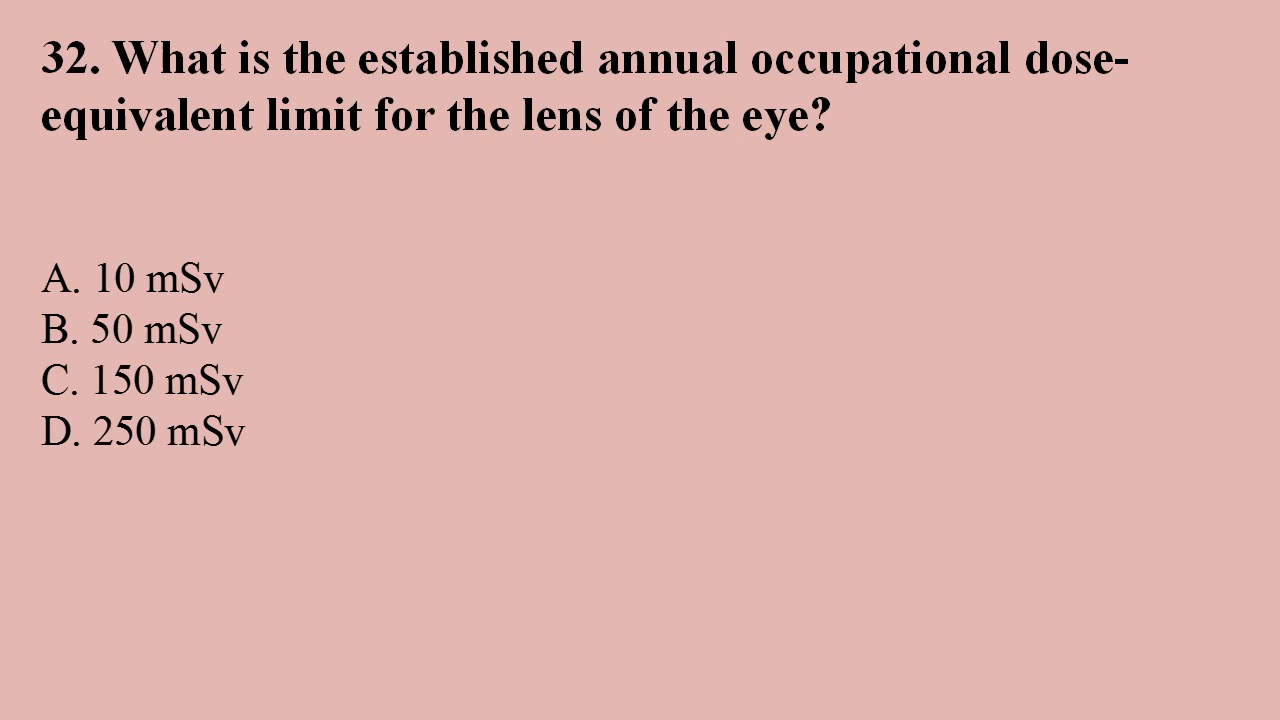 32. What is the established annual occupational dose-
equivalent limit for the lens of the eye?
A. 10 mSv
B. 50 mSv
C. 150 mSv
D. 250 mSv